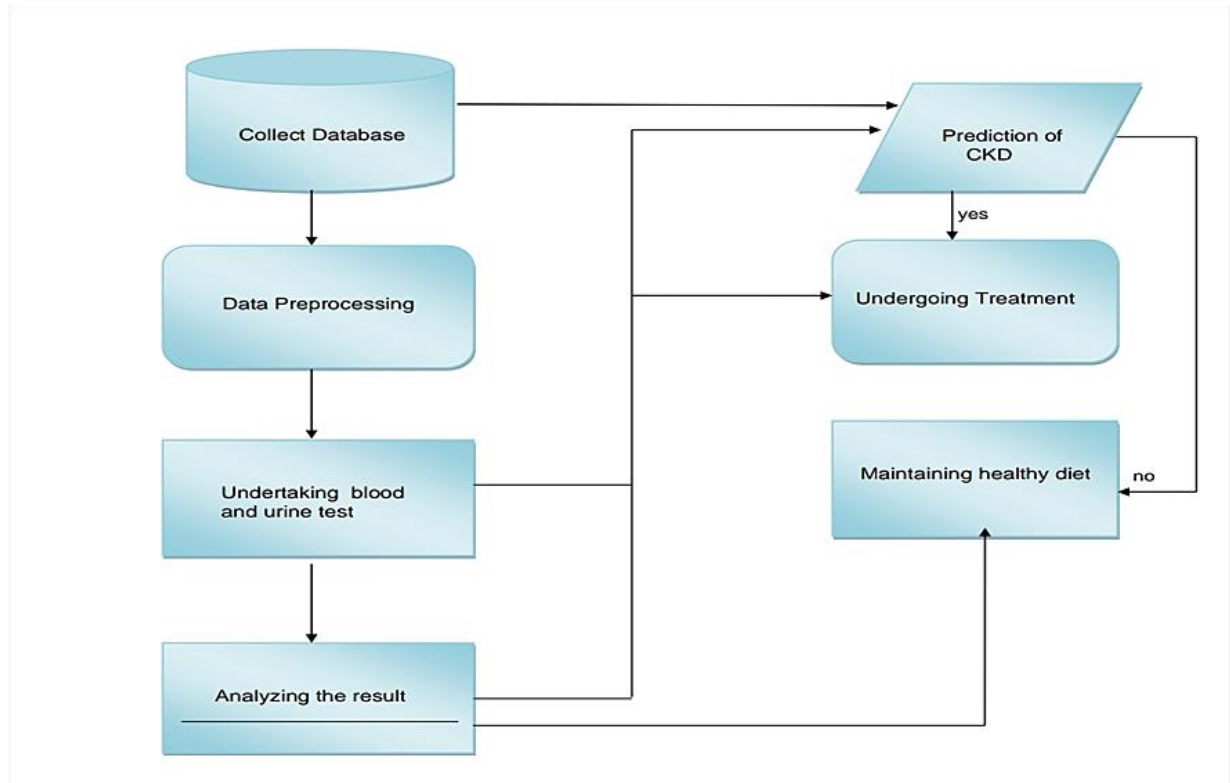 Collect Database
Prediction of
CKD
yes
Data Preprocessing
Undergoing Treatment
Undertaking blood
and urine test
Maintaining healthy diet
no
Analyzing the result